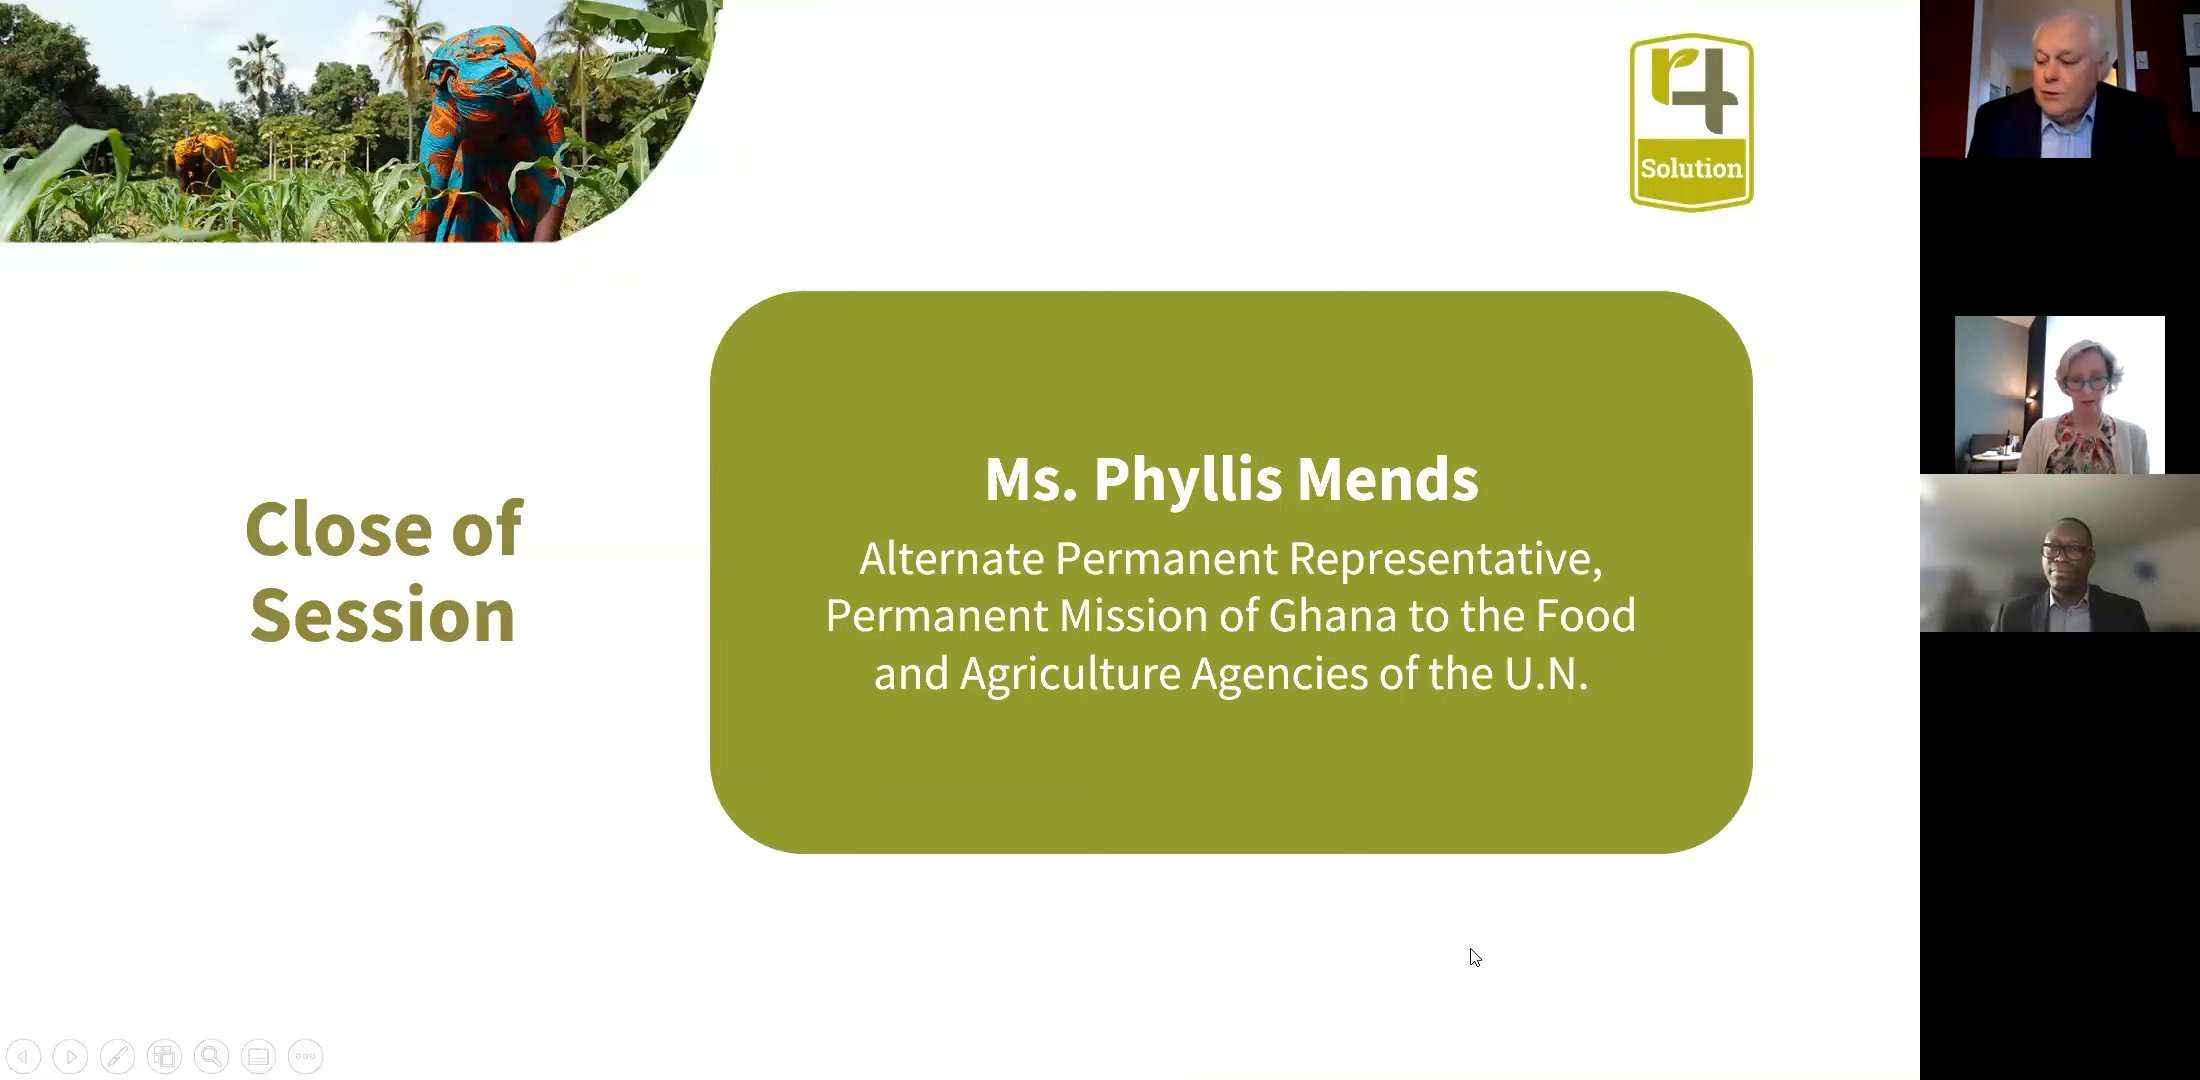 r4
Solution
Close of
Session
Ms. Phyllis Mends
Alternate Permanent Representative,
Permanent Mission of Ghana to the Food
and Agriculture Agencies of the U.N.